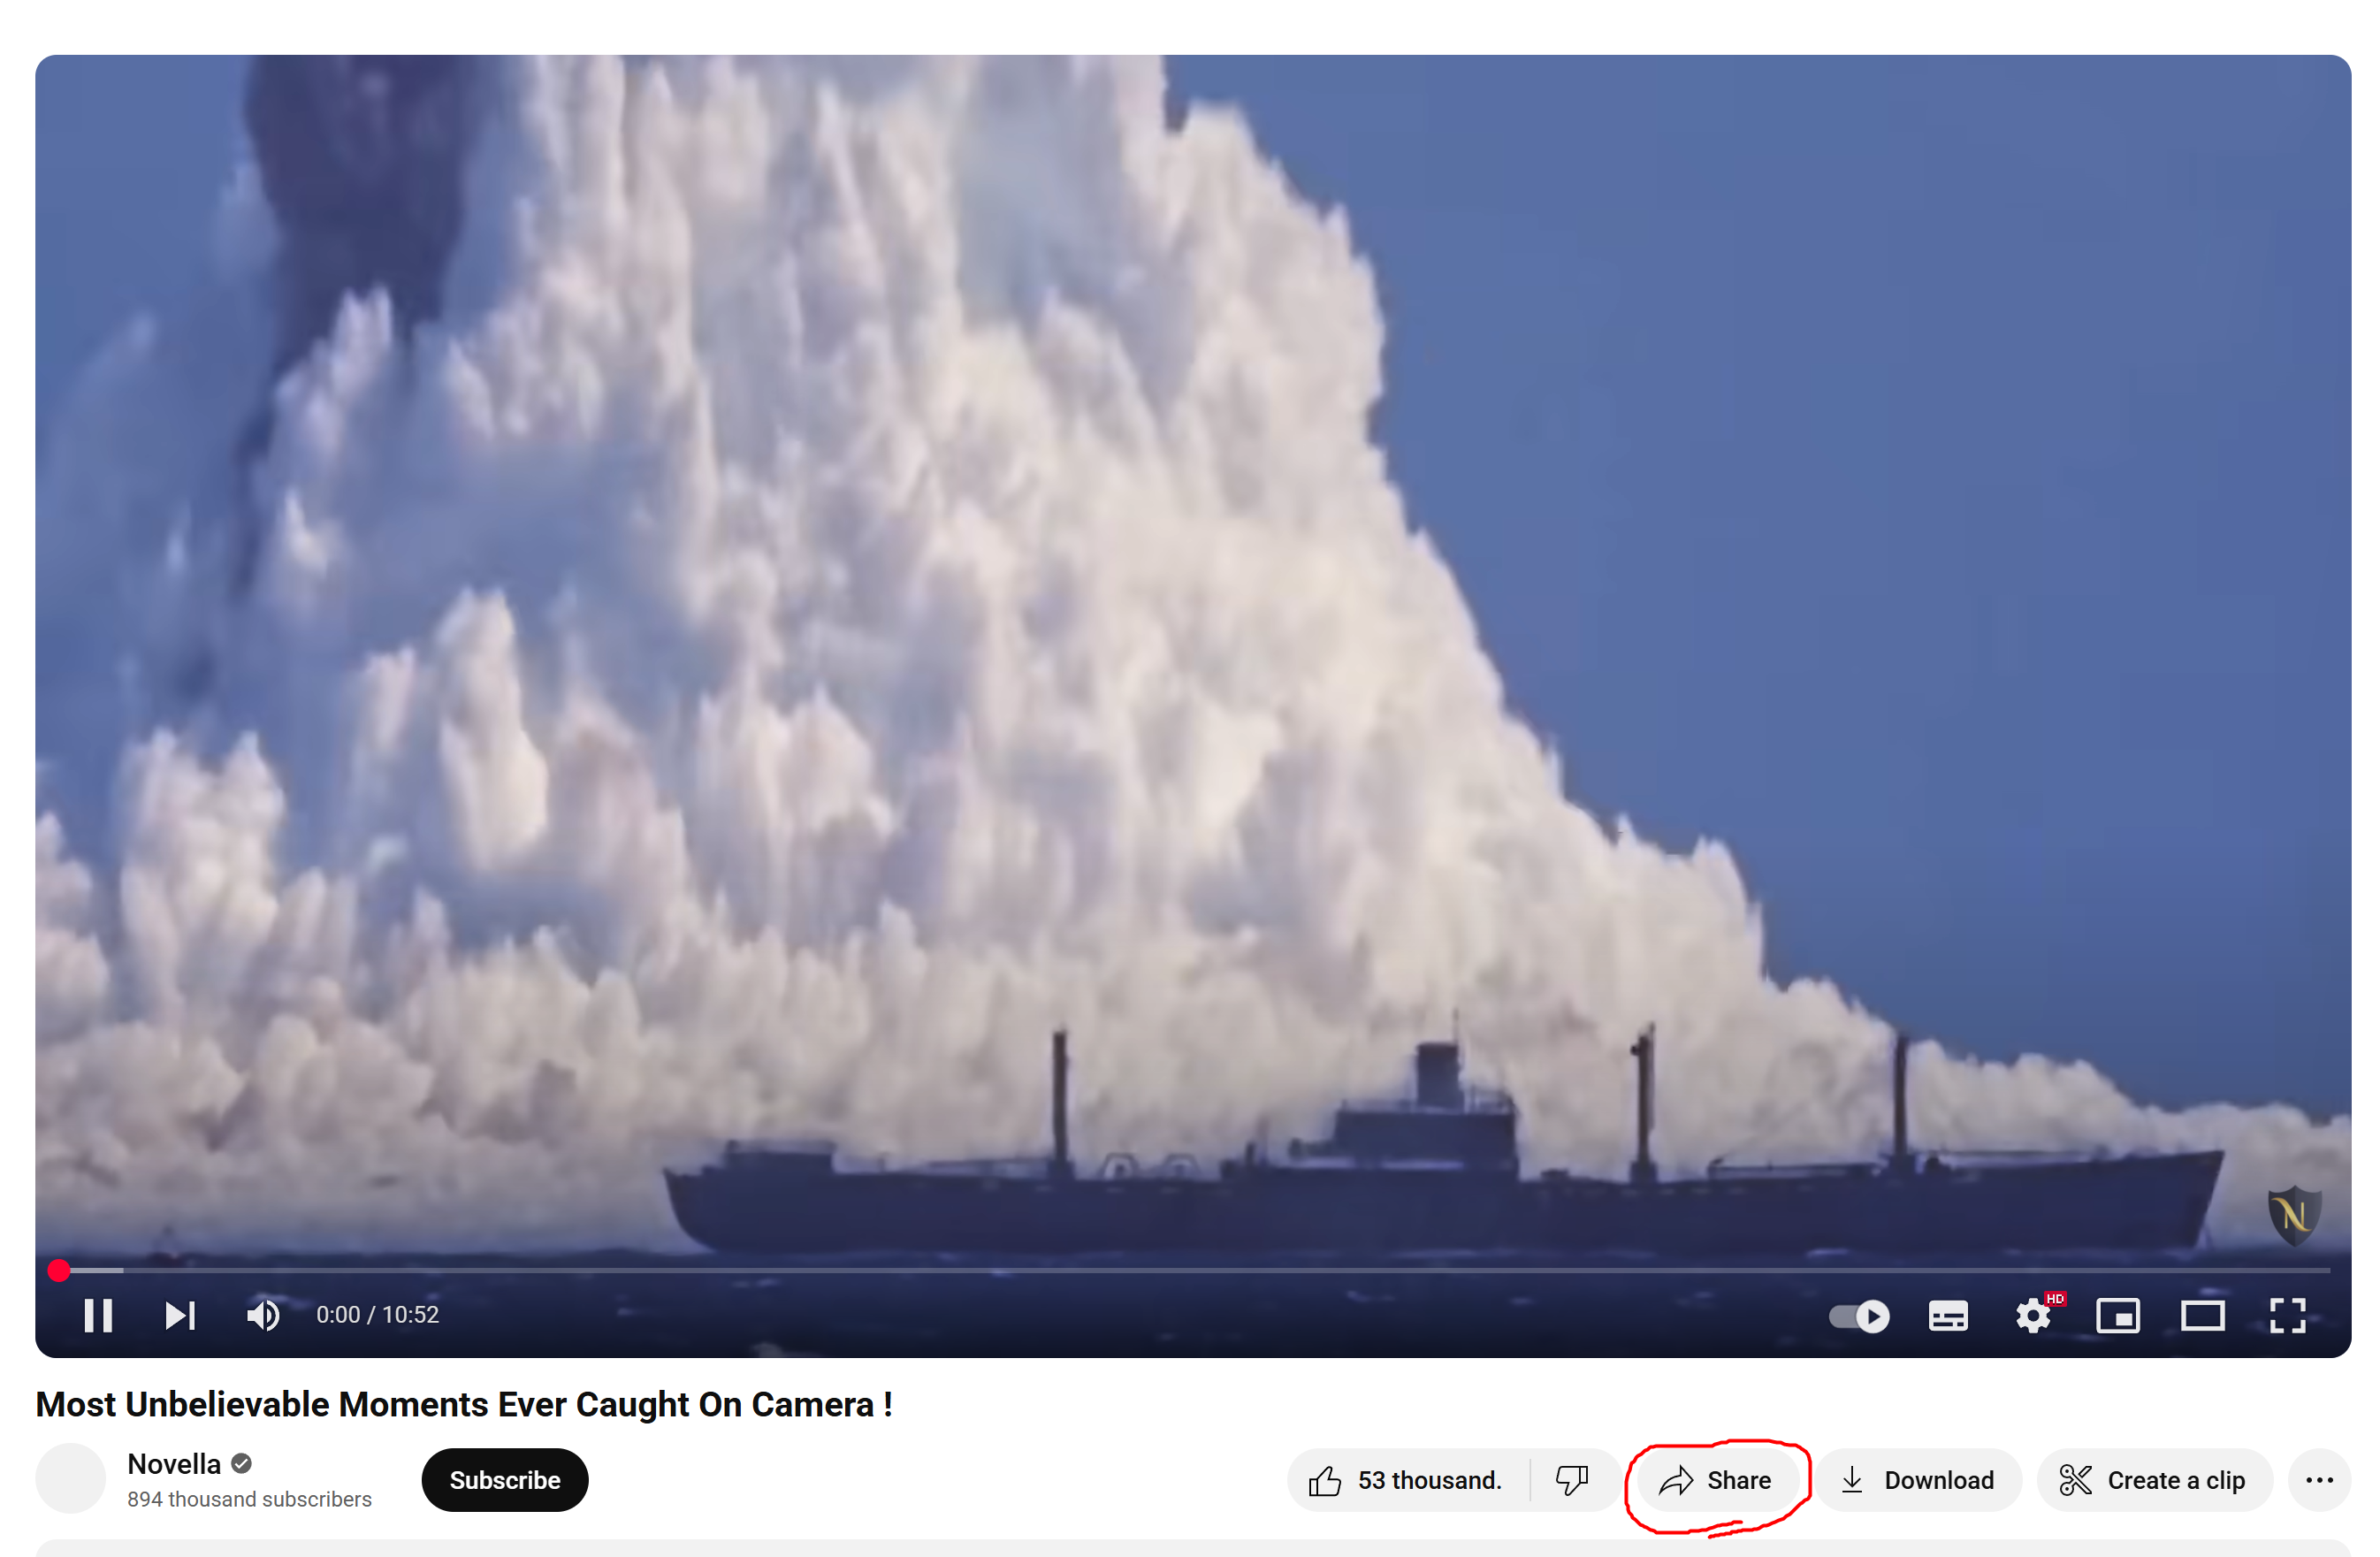 N
HD
0:00 / 10:52
Most Unbelievable Moments Ever Caught On Camera !
Novella
894 thousand subscribers
Subscribe
53 thousand.
Share
Download
Create a clip